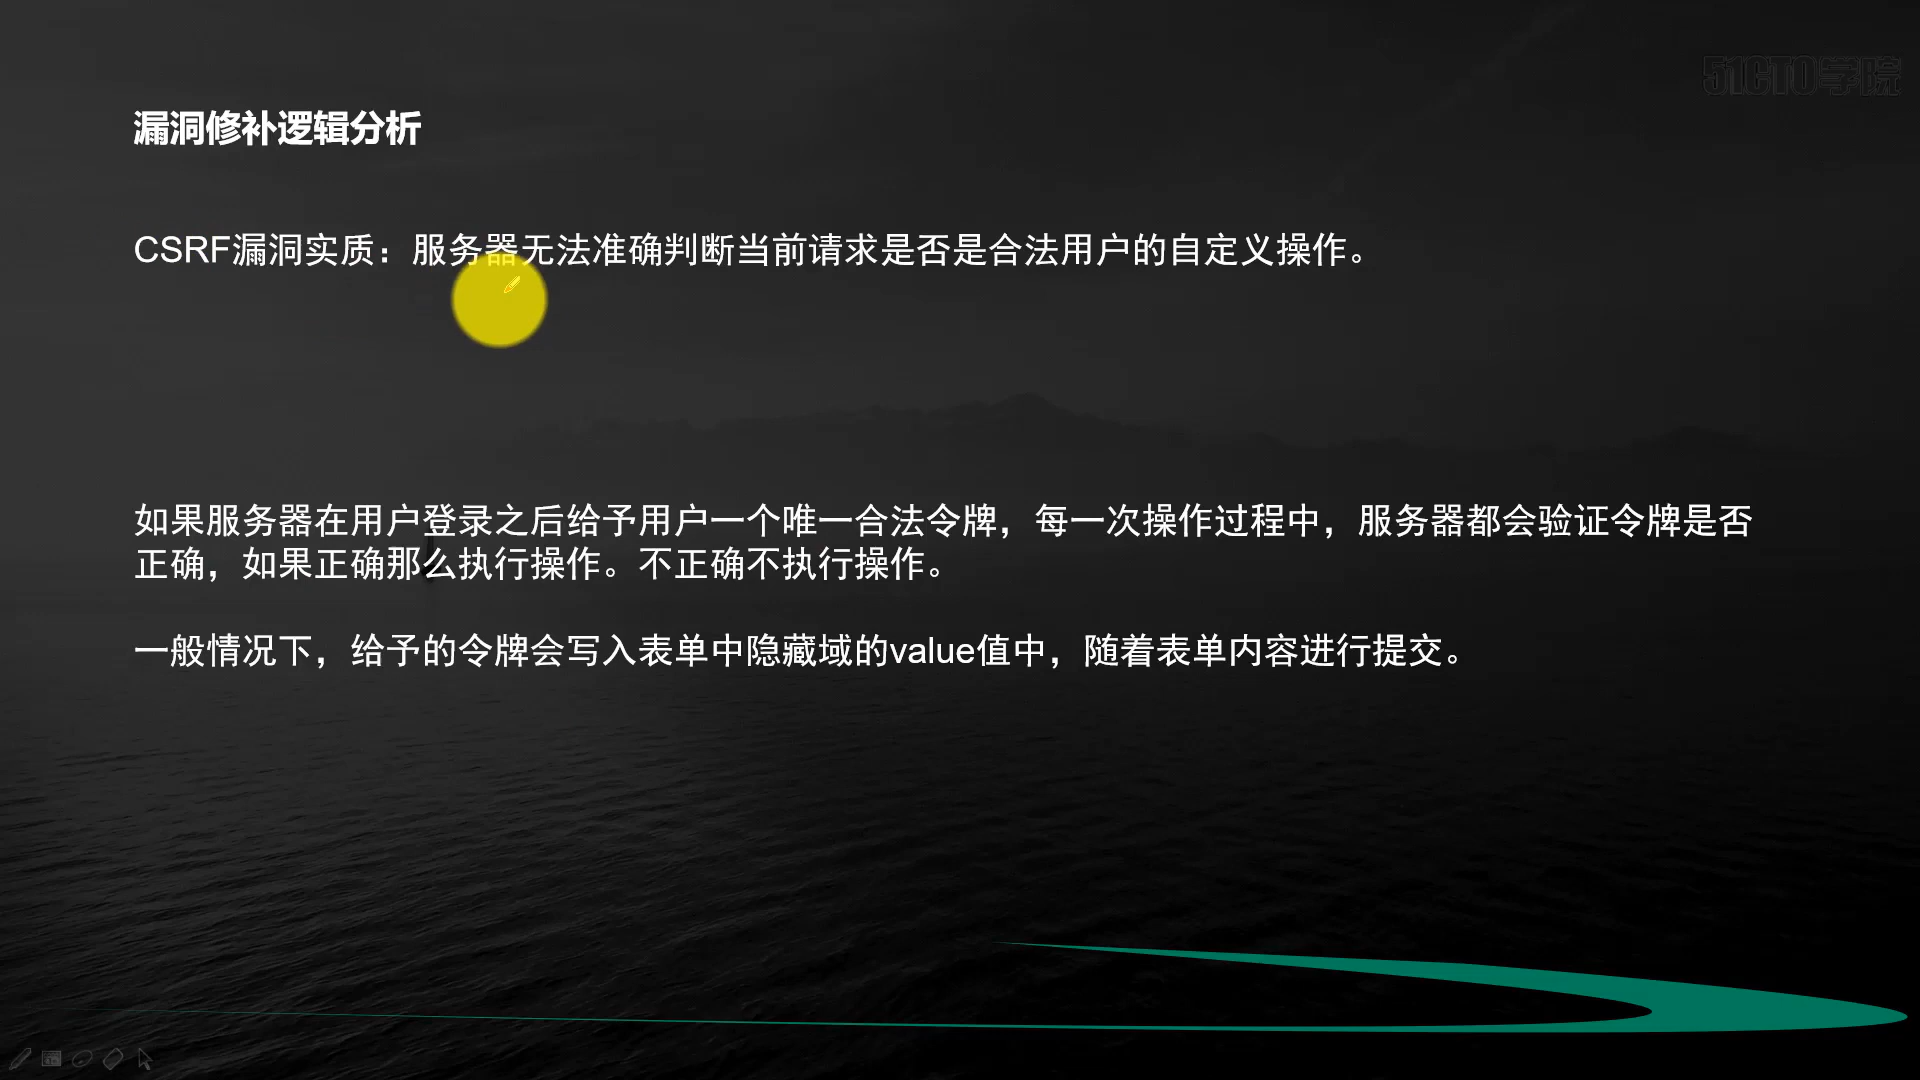 51CTO学院
漏洞修补逻辑分析
CSRF漏洞实质：服务器无法准确判断当前请求是否是合法用户的自定义操作。
如果服务器在用户登录之后给予用户一个唯一合法令牌，每一次操作过程中，服务器都会验证令牌是否
正确，如果正确那么执行操作。不正确不执行操作。
一般情况下，给予的令牌会写入表单中隐藏域的value值中，随着表单内容进行提交。